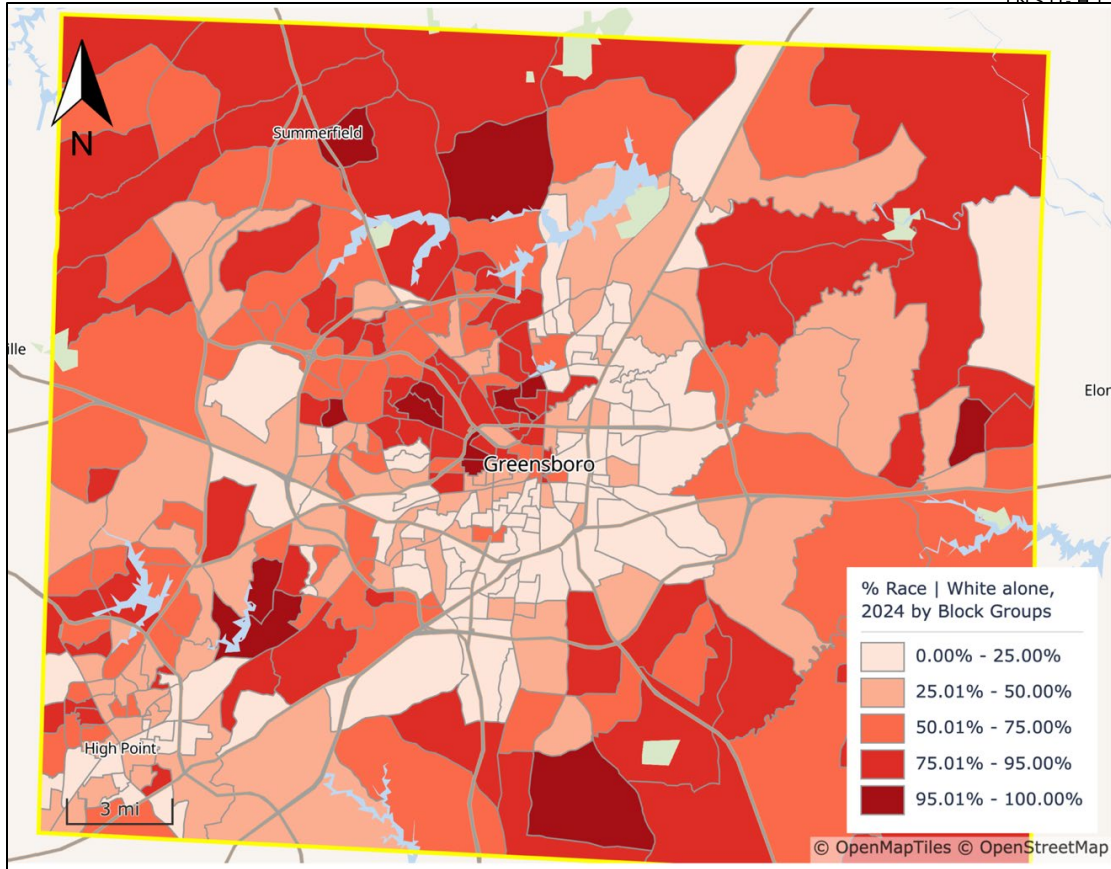 N
Summerfield
ille
Elon
Greensboro
High Point
3 mi
% Race | White alone,
2024 by Block Groups
0.00% - 25.00%
25.01% - 50.00%
50.01% - 75.00%
75.01% - 95.00%
95.01% - 100.00%
© OpenMapTiles © OpenStreetMap